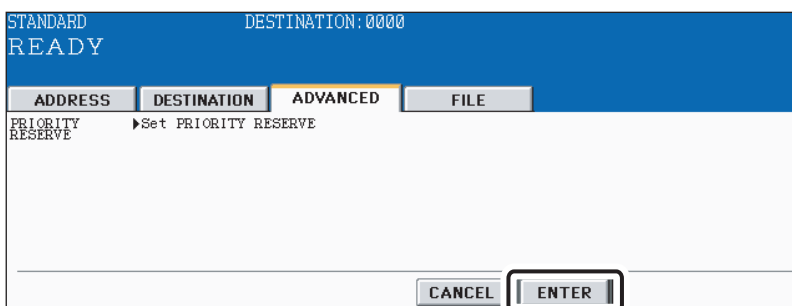 STANDARD DESTINATION:0000
READY
ADDRESS DESTINATION ADVANCED FILE
PRIORITY RESERVE ▶Set PRIORITY RESERVE
CANCEL ENTER